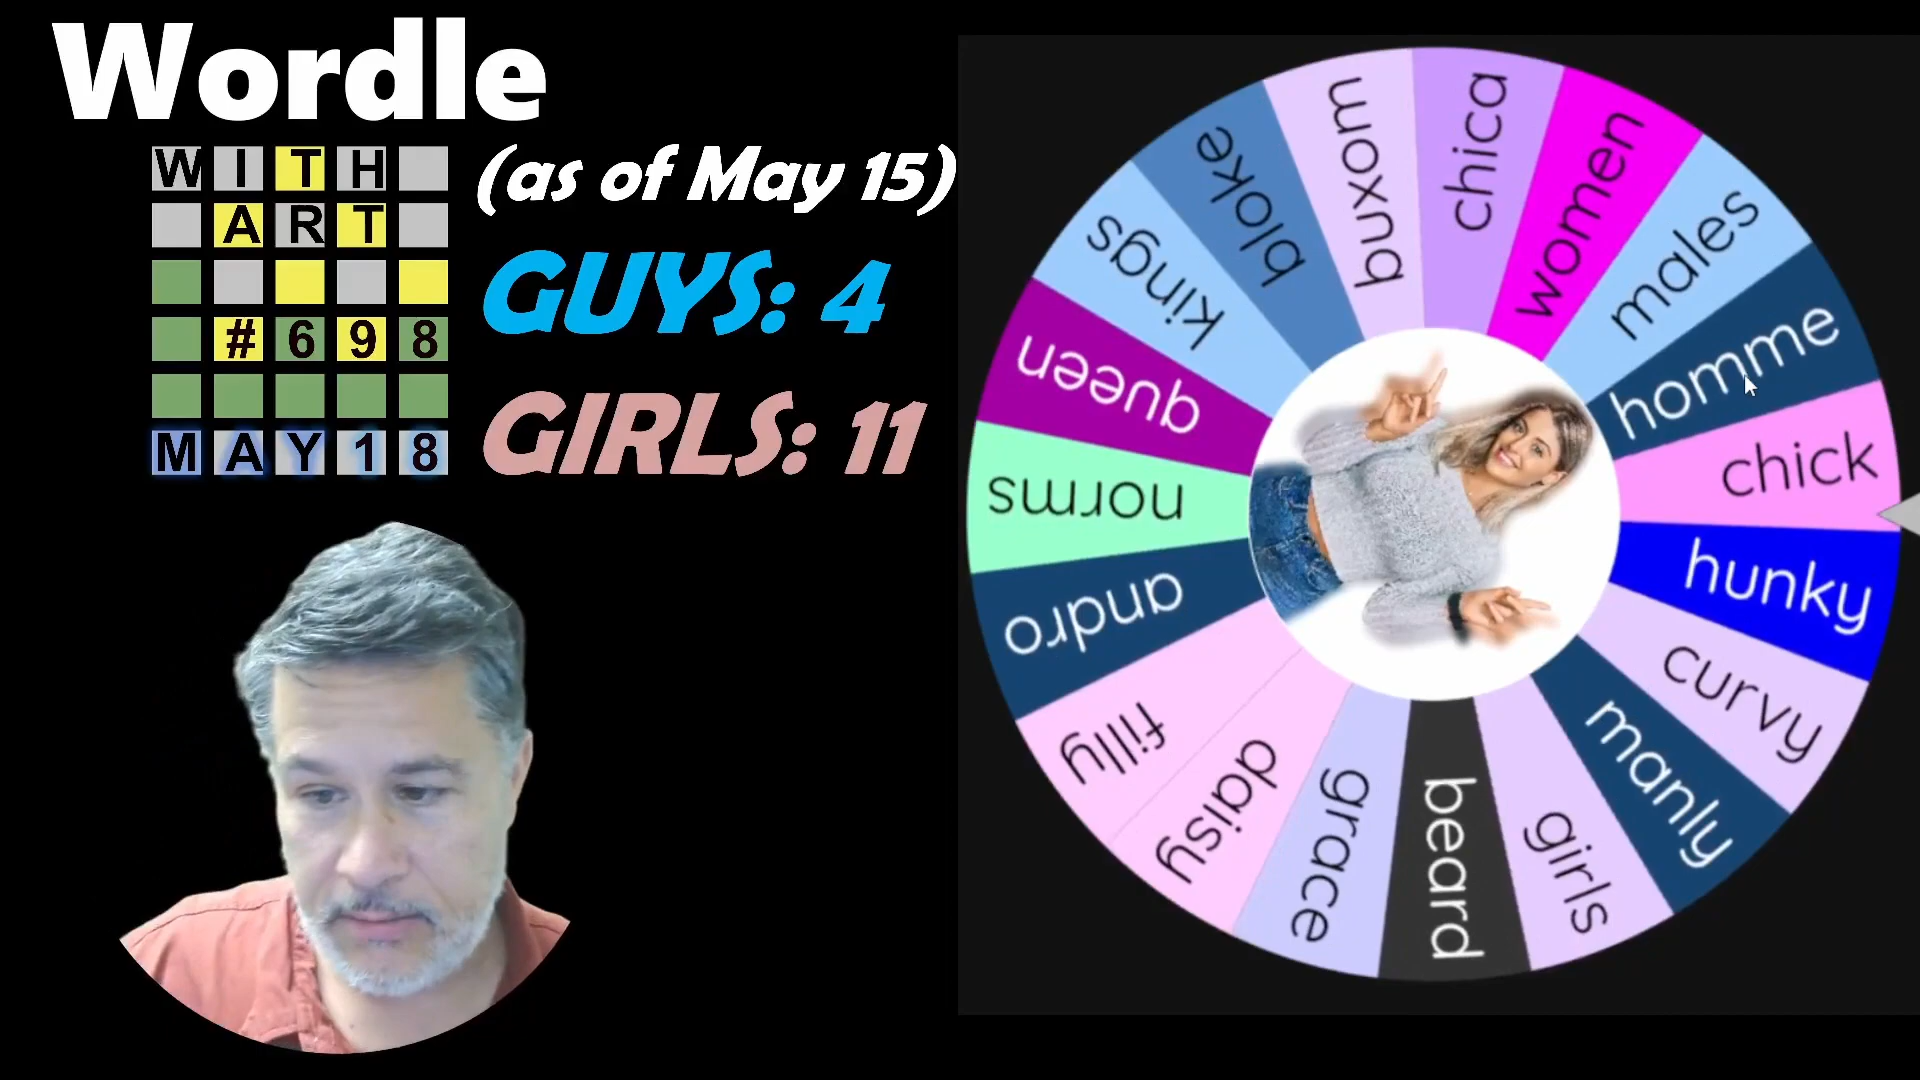 Wordle
WITH
ART
#698
MAY18
(as of May 15)
GUYS: 4
GIRLS: 11
chica
women
males
homme
chick
hunky
curvy
manly
girls
beard
grace
daisy
filly
andro
norms
queen
kings
bloke
buxom